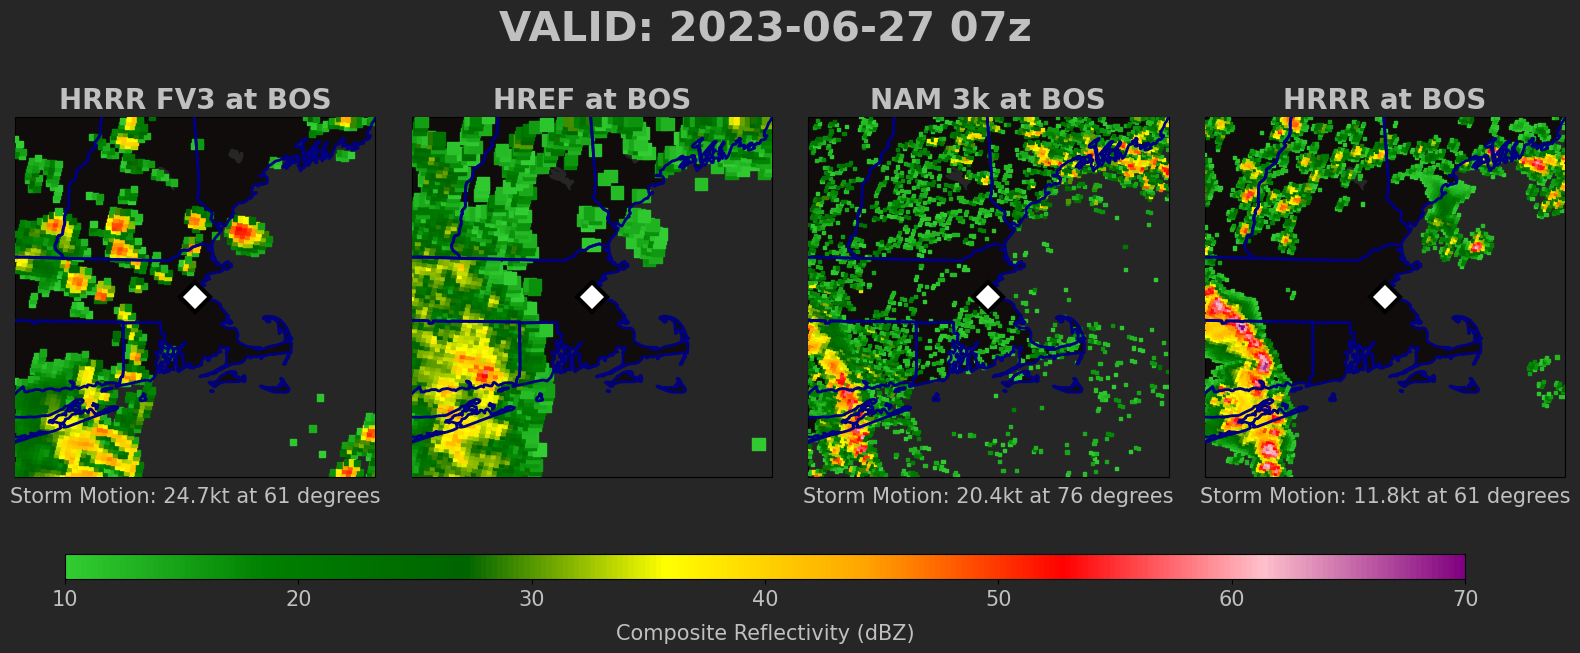 VALID: 2023-06-27 07z
HRRR FV3 at BOS
HREF at BOS
NAM 3k at BOS
HRRR at BOS
Storm Motion: 24.7kt at 61 degrees
Storm Motion: 20.4kt at 76 degrees
Storm Motion: 11.8kt at 61 degrees
10 20 30 40 50 60 70
Composite Reflectivity (dBZ)